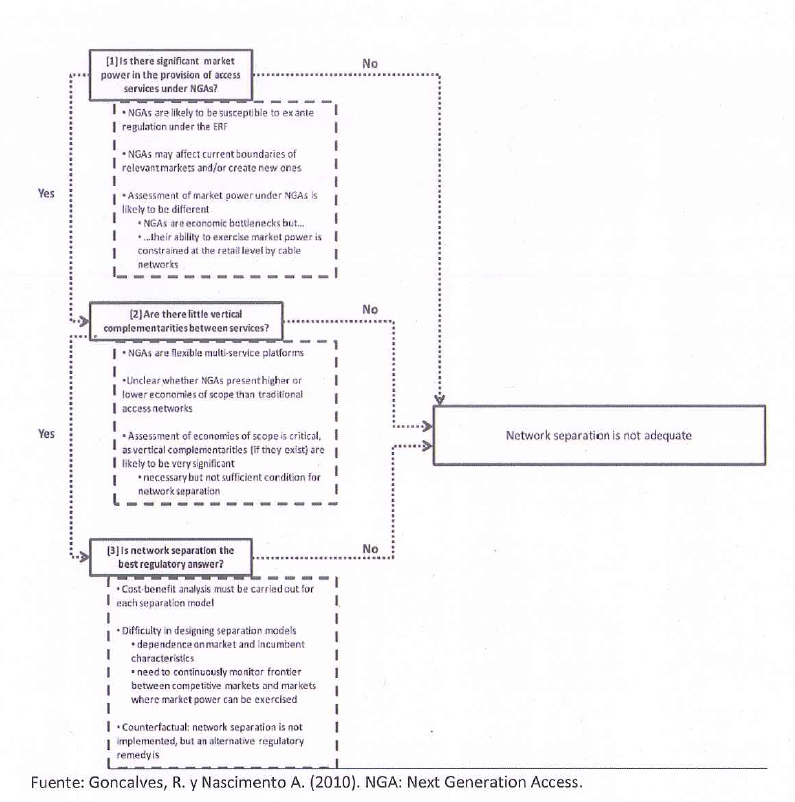 [1] Is there significant market
power in the provision of access
services under NGAs?
No
• NGAs are likely to be susceptible to ex ante
regulation under the ERF
• NGAs may affect current boundaries of
relevant markets and/or create new ones
• Assessment of market power under NGAs is
likely to be different
• NGAs are economic bottlenecks but...
• ...their ability to exercise market power is
constrained at the retail level by cable
networks
Yes
[2] Are there little vertical
complementarities between services?
No
• NGAs are flexible multi-service platforms
•Unclear whether NGAs present higher or
lower economies of scope than traditional
access networks
• Assessment of economies of scope is critical,
as vertical complementarities (if they exist) are
likely to be very significant
• necessary but not sufficient condition for
network separation
Yes
Network separation is not adequate
[3] Is network separation the
best regulatory answer?
No
• Cost-benefit analysis must be carried out for
each separation model
• Difficulty in designing separation models
• dependence on market and incumbent
characteristics
• need to continuously monitor frontier
between competitive markets and markets
where market power can be exercised
• Counterfactual: network separation is not
implemented, but an alternative regulatory
remedy is
Fuente: Goncalves, R. y Nascimento A. (2010). NGA: Next Generation Access.